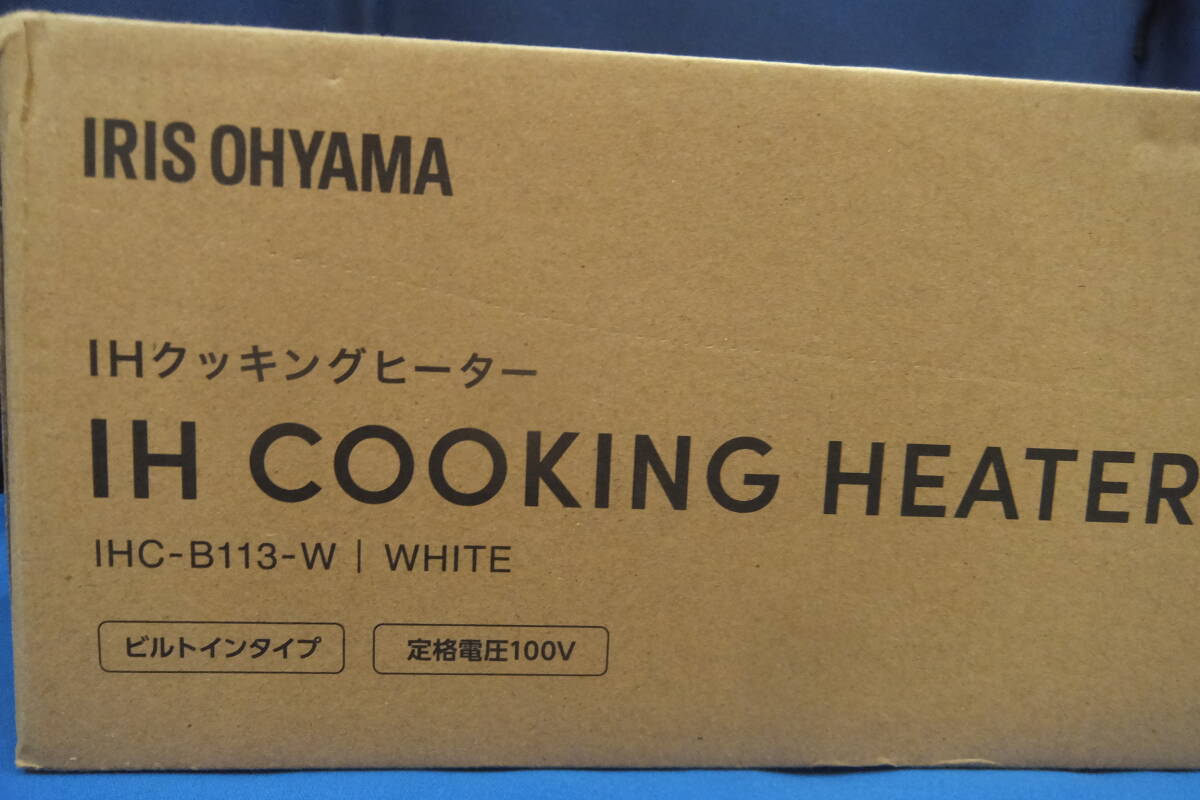 IRIS OHYAMA
IHクッキングヒーター
IH COOKING HEATER
IHC-B113-W | WHITE
ビルトインタイプ
定格電圧100V